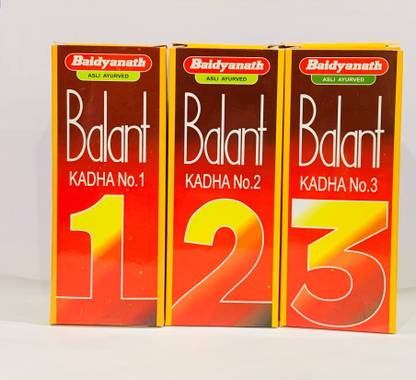 Baidyanath
ASLI AYURVED
Balant
KADHA No.1
1
Baidyanath
ASLI AYURVED
Balant
KADHA No.2
2
Baidyanath
ASLI AYURVED
Balant
KADHA No.3
3